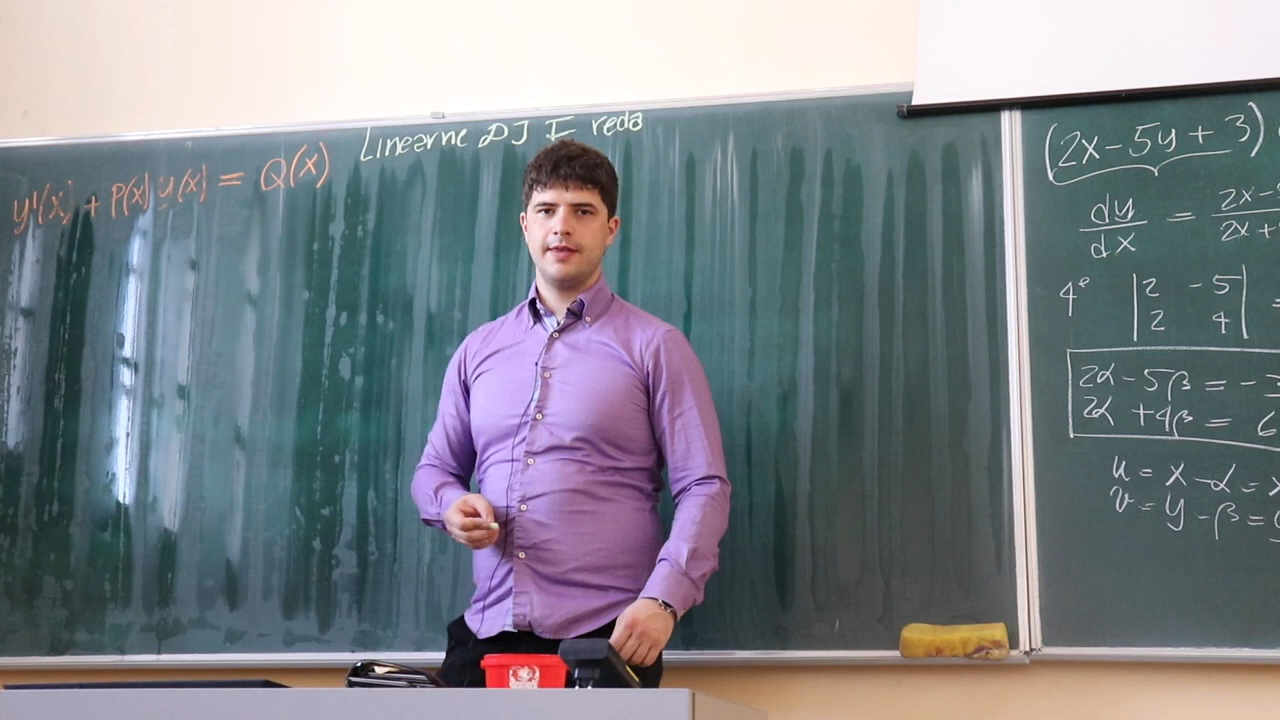 Linearne DJ I reda
y'(x) + P(x) y(x) = Q(x)
(2x - 5y + 3)
dy/dx = 2x-
2x+
4° | 2 -5 | =
| 2 4 |
2α - 5β = -3
2α + 4β = 6
u = x - α = x
v = y - β =